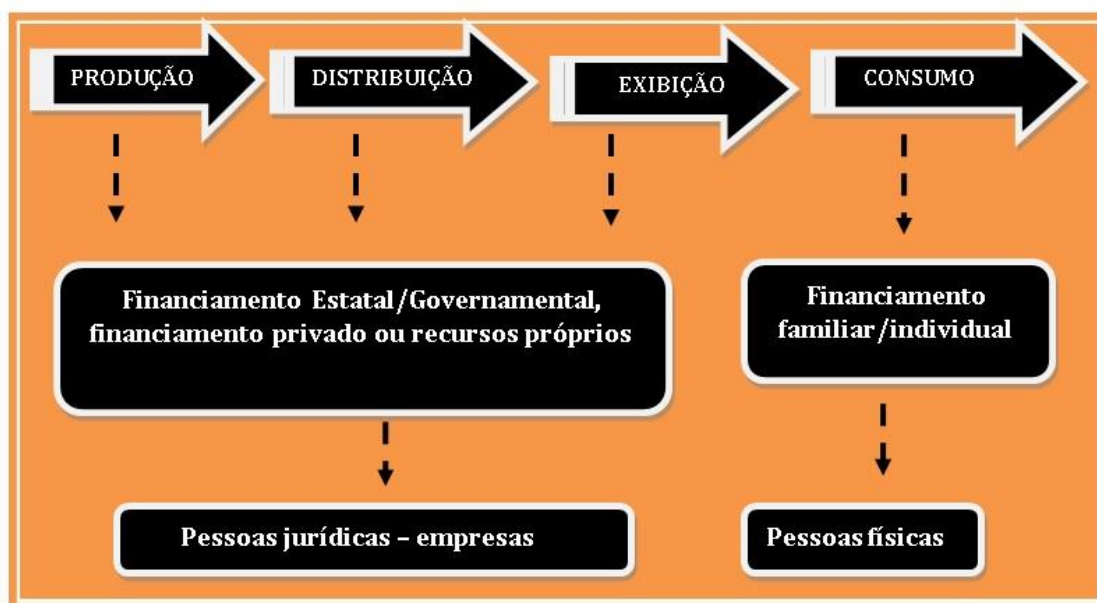 PRODUÇÃO
DISTRIBUIÇÃO
EXIBIÇÃO
CONSUMO
Financiamento Estatal/Governamental,
financiamento privado ou recursos próprios
Financiamento
familiar/individual
Pessoas jurídicas – empresas
Pessoas físicas